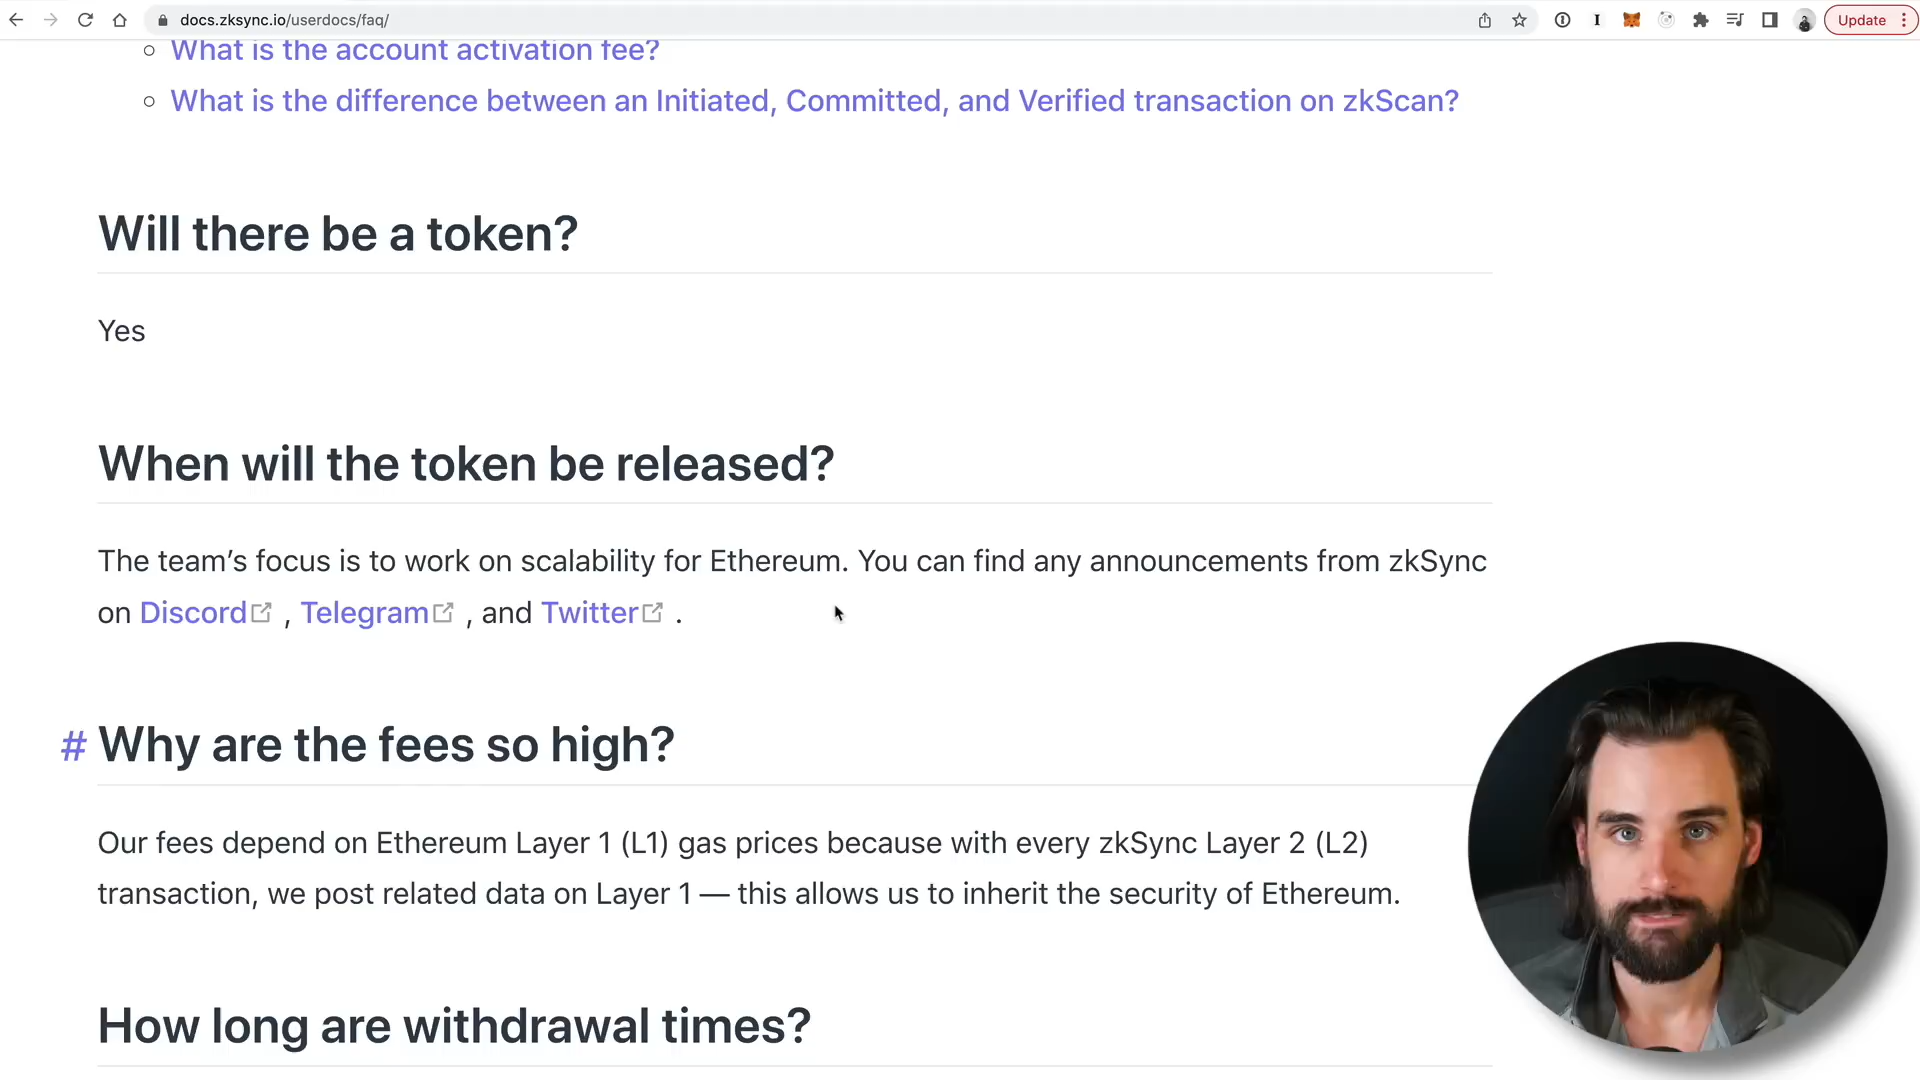 docs.zksync.io/userdocs/faq/
Update
What is the account activation fee?
What is the difference between an Initiated, Committed, and Verified transaction on zkScan?
Will there be a token?
Yes
When will the token be released?
The team’s focus is to work on scalability for Ethereum. You can find any announcements from zkSync
on Discord , Telegram , and Twitter .
# Why are the fees so high?
Our fees depend on Ethereum Layer 1 (L1) gas prices because with every zkSync Layer 2 (L2)
transaction, we post related data on Layer 1 — this allows us to inherit the security of Ethereum.
How long are withdrawal times?